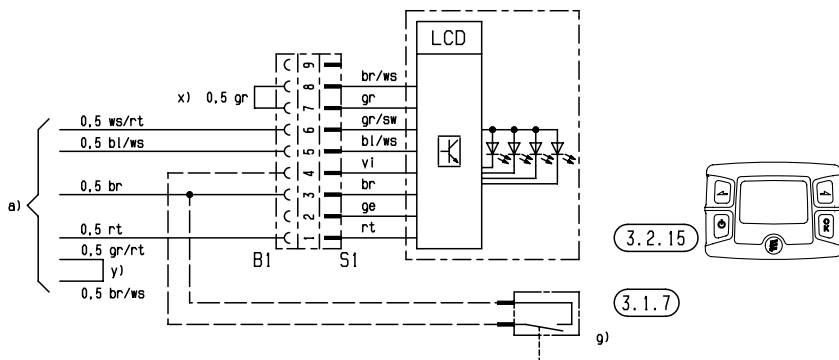 LCD
9
8
7
6
5
4
3
2
1
br/ws
gr
gr/sw
bl/ws
vi
br
ge
rt
x) 0,5 gr
0,5 ws/rt
0,5 bl/ws
a)
0,5 br
0,5 rt
0,5 gr/rt
y)
0,5 br/ws
B1
S1
3.2.15
OK
3.1.7
g)